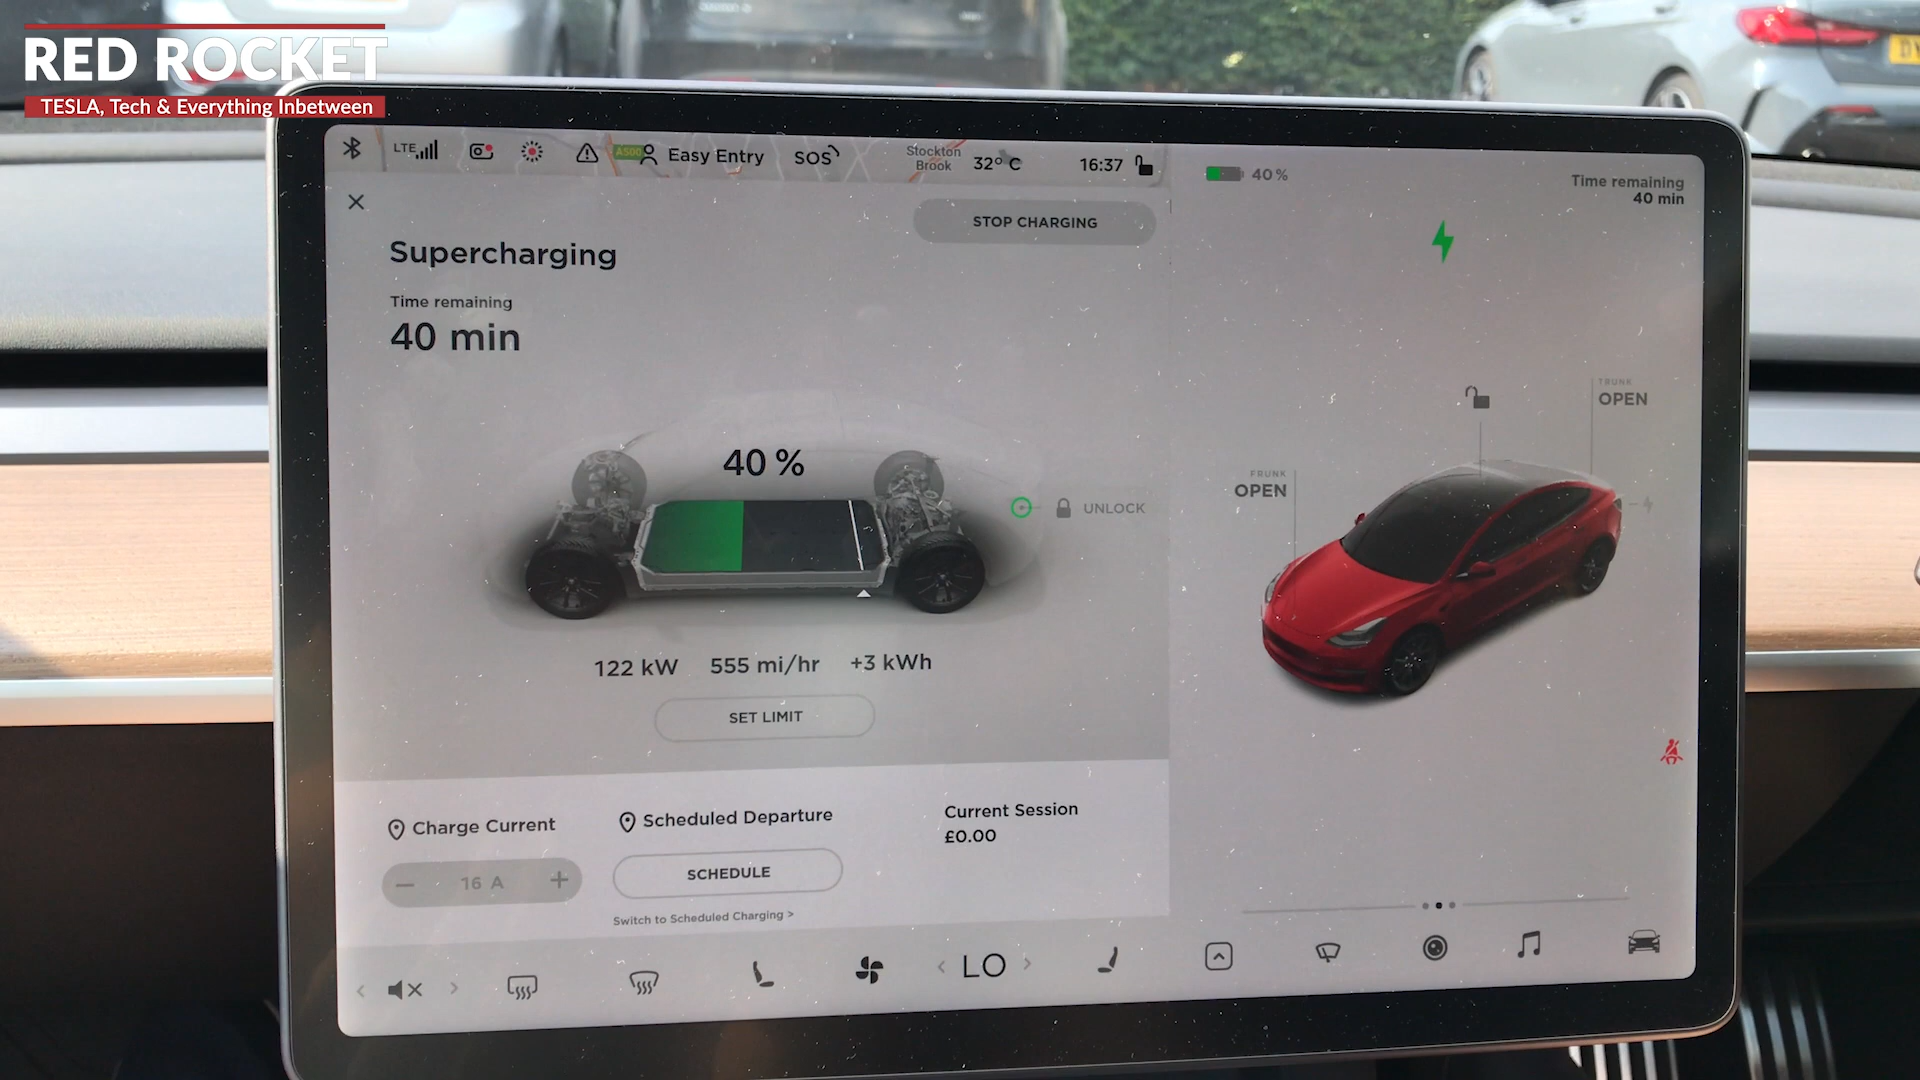 RED ROCKET
TESLA, Tech & Everything Inbetween
LTE
A500
Easy Entry
SOS
Stockton
Brook
32° C
16:37
40 %
Time remaining
40 min
STOP CHARGING
Supercharging
Time remaining
40 min
40 %
UNLOCK
TRUNK
OPEN
FRUNK
OPEN
122 kW
555 mi/hr
+3 kWh
SET LIMIT
Charge Current
16 A
Scheduled Departure
SCHEDULE
Switch to Scheduled Charging >
Current Session
£0.00
LO